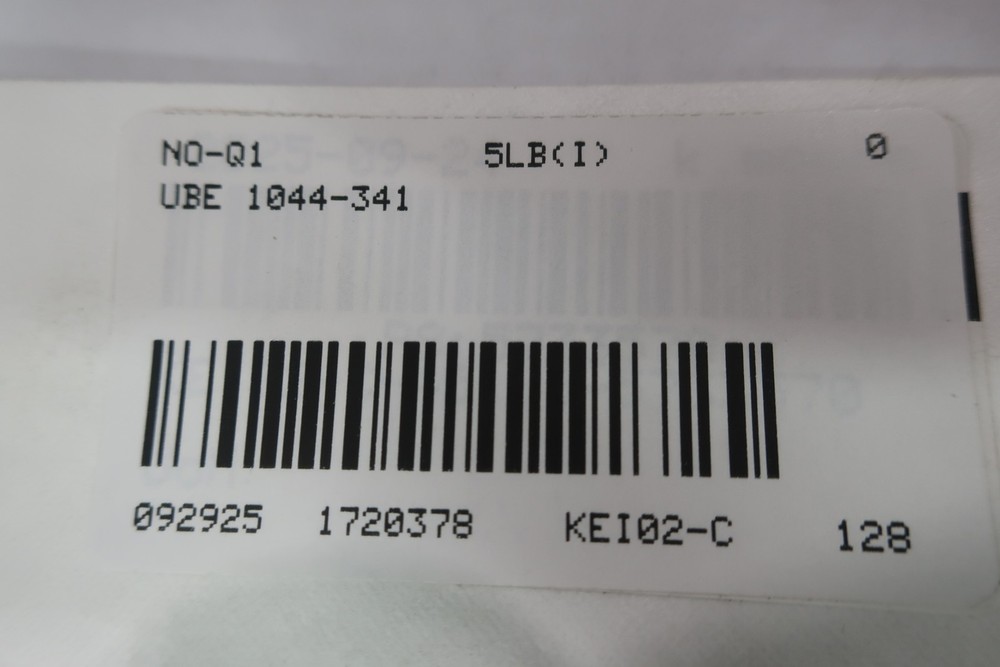 NO-Q1 5LB(I) 0
UBE 1044-341
092925 1720378 KEI02-C 128